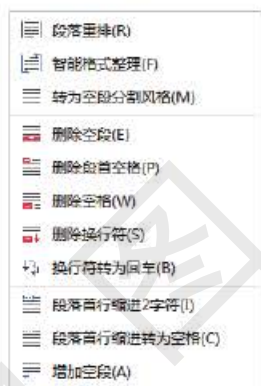 段落重排(R)
智能格式整理(F)
转为空段分割风格(M)
删除空段(E)
删除段首空格(P)
删除空格(W)
删除换行符(S)
换行符转为回车(B)
段落首行缩进2字符(I)
段落首行缩进转为空格(C)
增加空段(A)